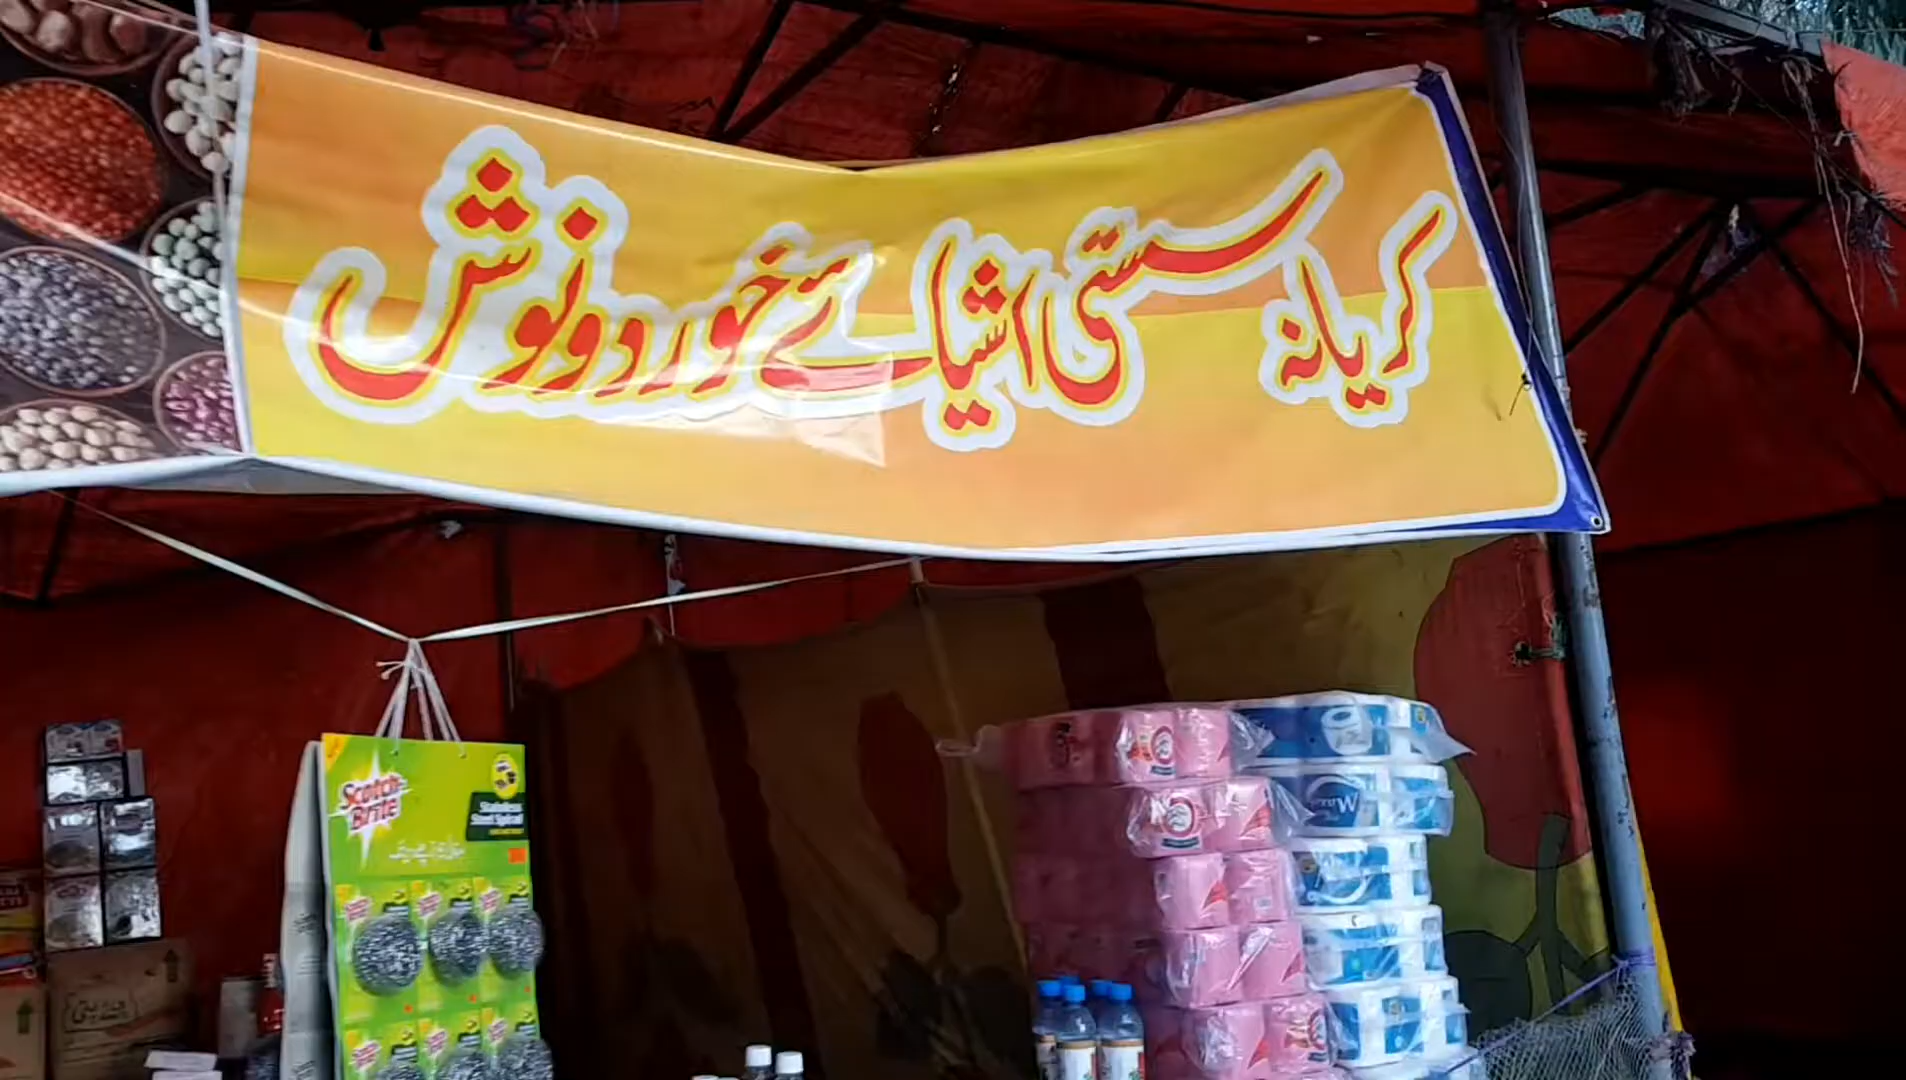 کریانہ سستی اشیائے خوردونوش
Scotch-
Brite
Stainless
Steel Spiral